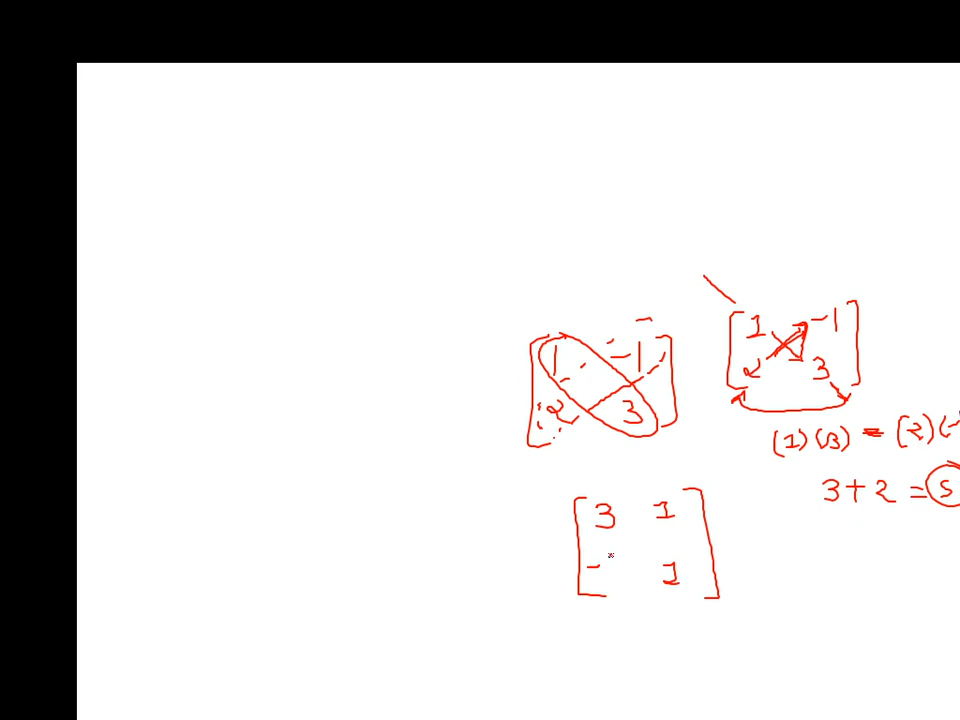 1 -1 1 -1
2 3 2 3
(1)(3) - (2)(-
3+2 = 5
3 1
- 1